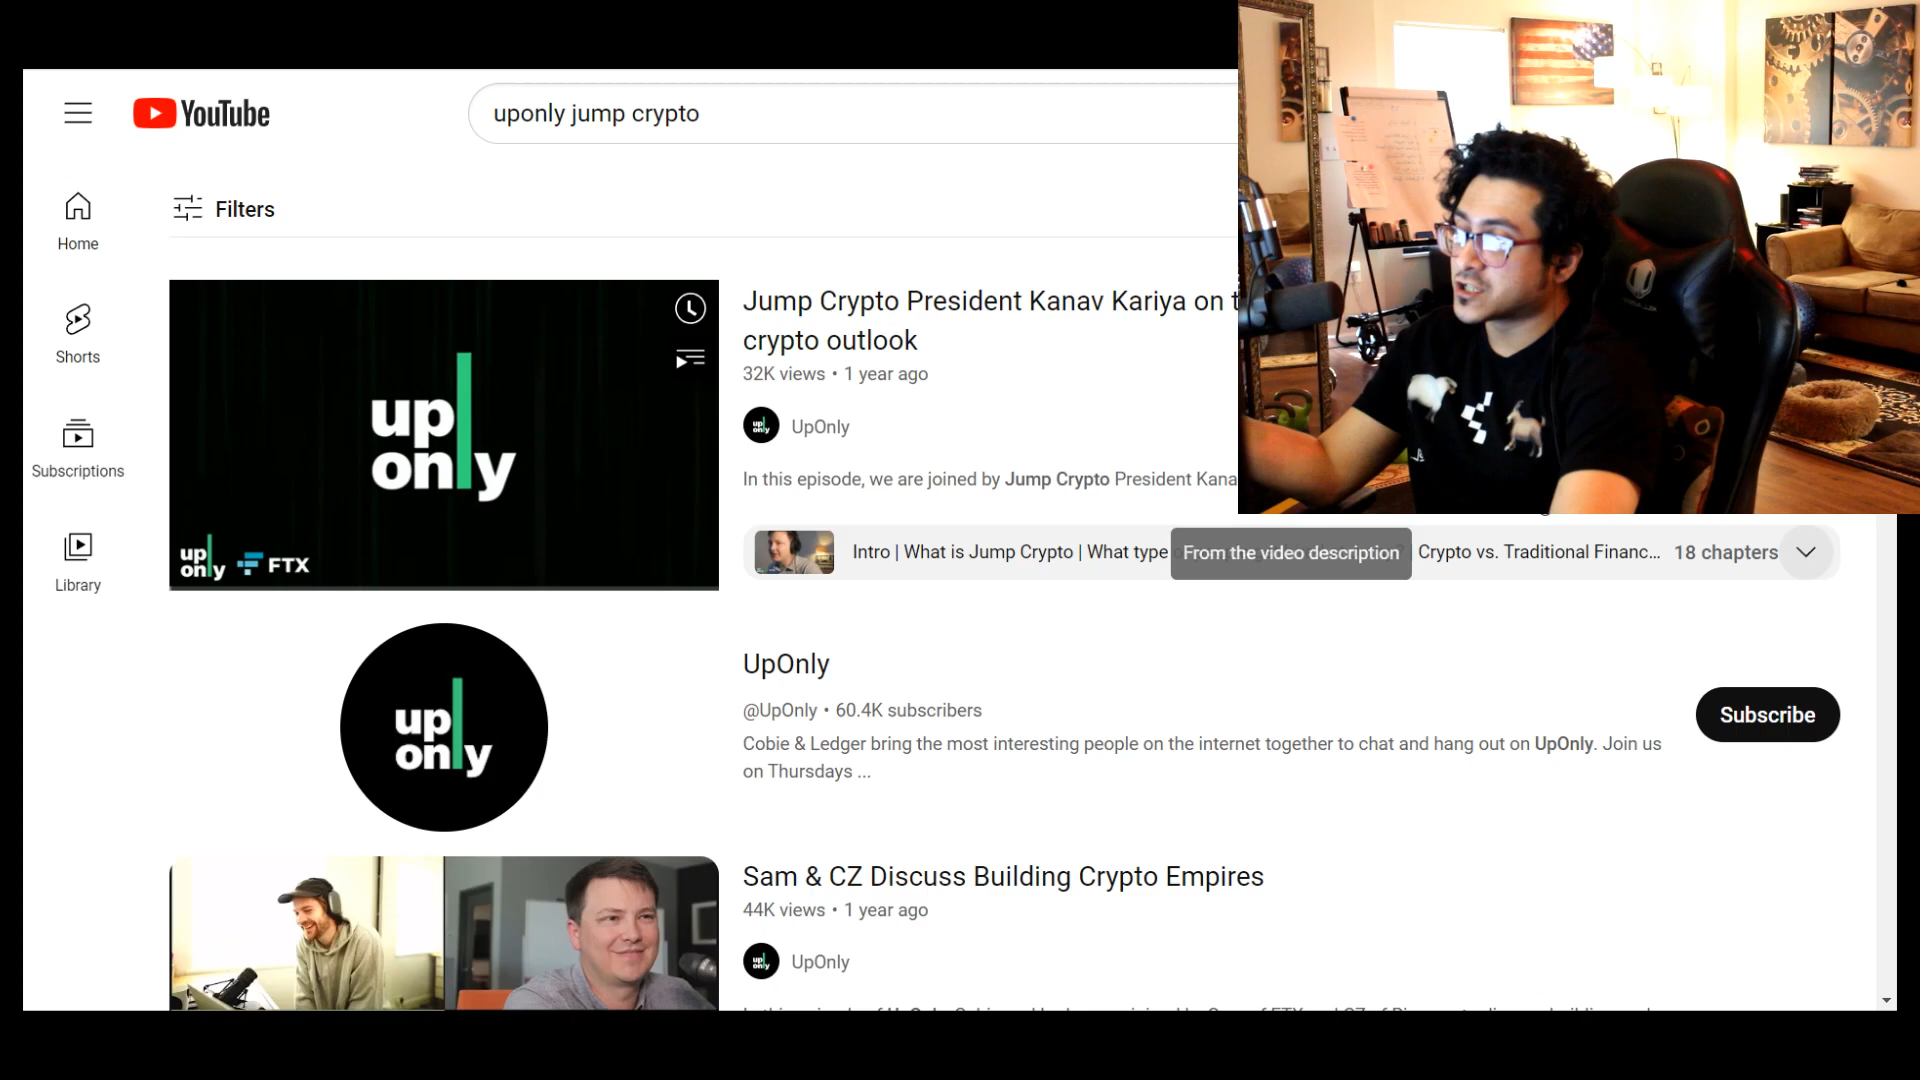 YouTube
uponly jump crypto
Filters
Home
Shorts
Subscriptions
Library
up
only
up
only
FTX
Jump Crypto President Kanav Kariya on t
crypto outlook
32K views • 1 year ago
up
only
UpOnly
In this episode, we are joined by Jump Crypto President Kana
Intro | What is Jump Crypto | What type
From the video description
Crypto vs. Traditional Financ...
18 chapters
up
only
UpOnly
@UpOnly • 60.4K subscribers
Cobie & Ledger bring the most interesting people on the internet together to chat and hang out on UpOnly. Join us
on Thursdays ...
Subscribe
Sam & CZ Discuss Building Crypto Empires
44K views • 1 year ago
up
only
UpOnly